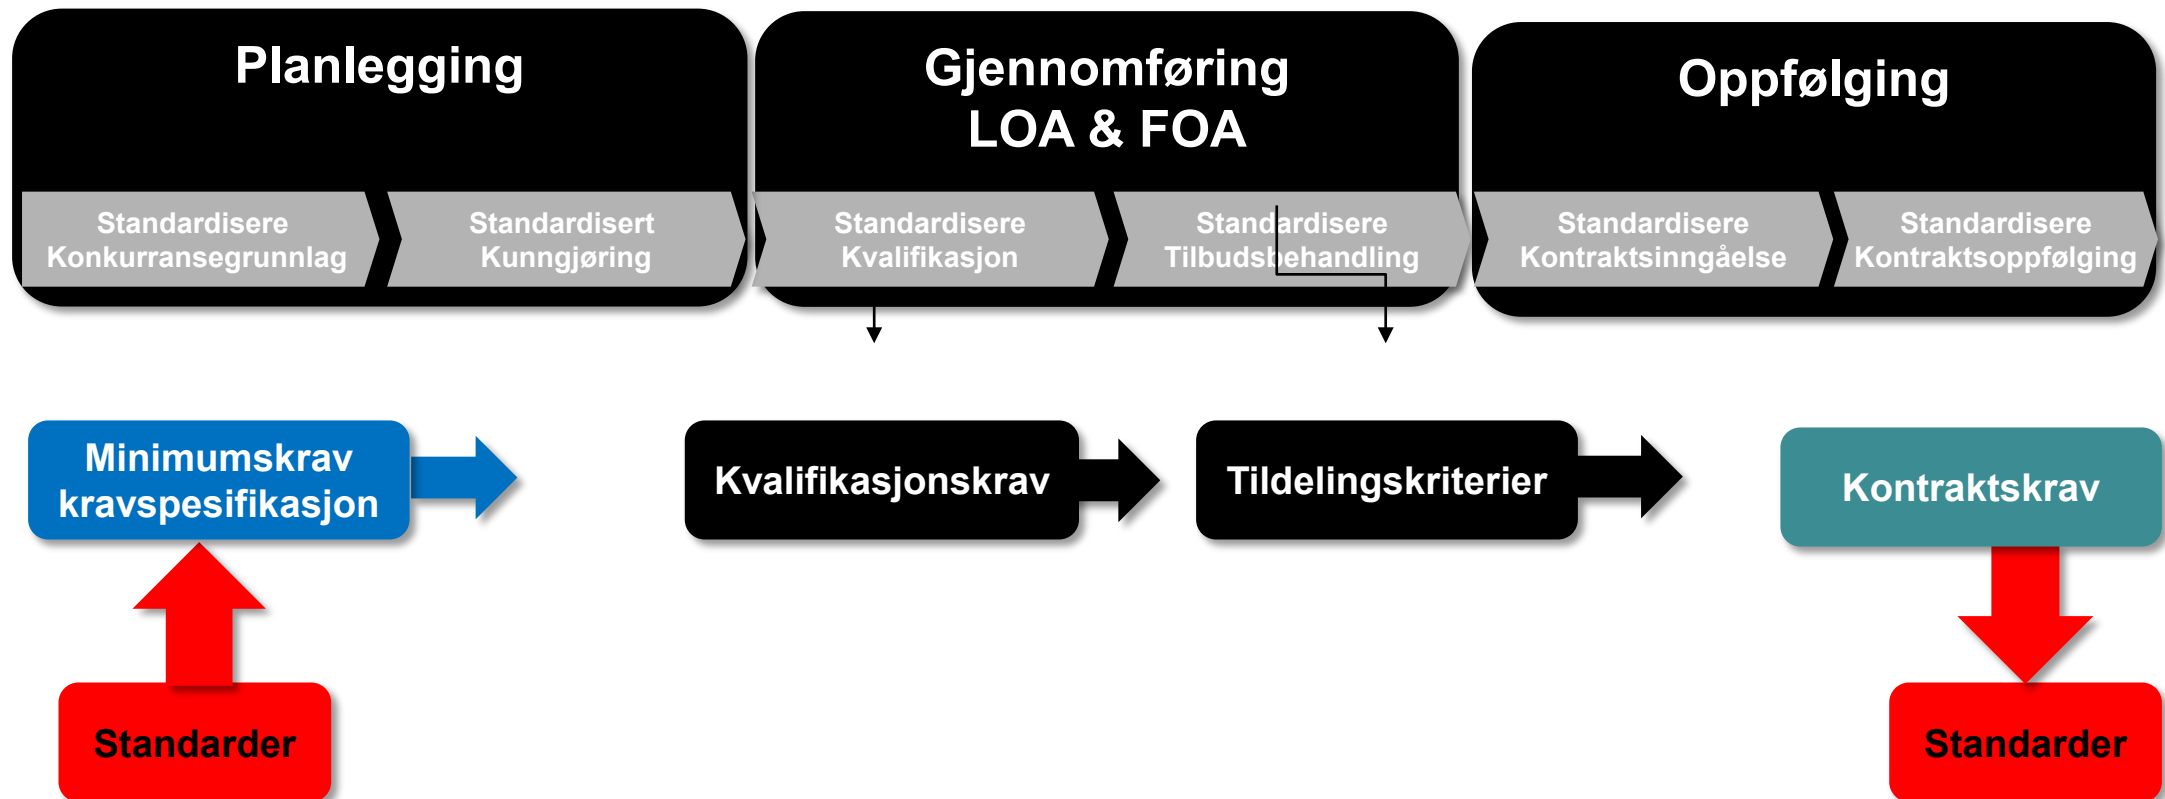 Planlegging
Gjennomføring
LOA & FOA
Oppfølging
Standardisere
Konkurransegrunnlag
Standardisert
Kunngjøring
Standardisere
Kvalifikasjon
Standardisere
Tilbudsbehandling
Standardisere
Kontraktsinngåelse
Standardisere
Kontraktsoppfølging
Minimumskrav
kravspesifikasjon
Kvalifikasjonskrav
Tildelingskriterier
Kontraktskrav
Standarder
Standarder